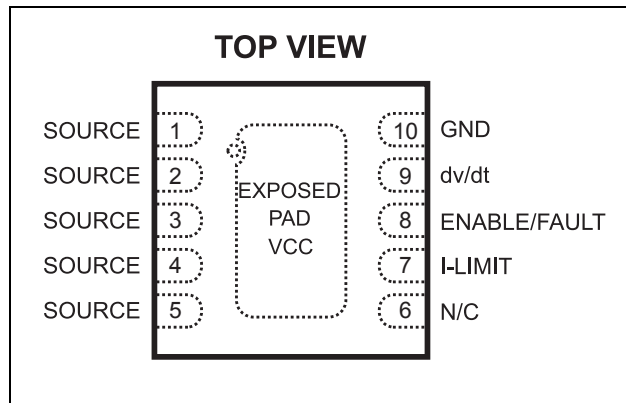 TOP VIEW
SOURCE 1
10 GND
SOURCE 2
9 dv/dt
EXPOSED
SOURCE 3
PAD
8 ENABLE/FAULT
VCC
SOURCE 4
7 I-LIMIT
SOURCE 5
6 N/C